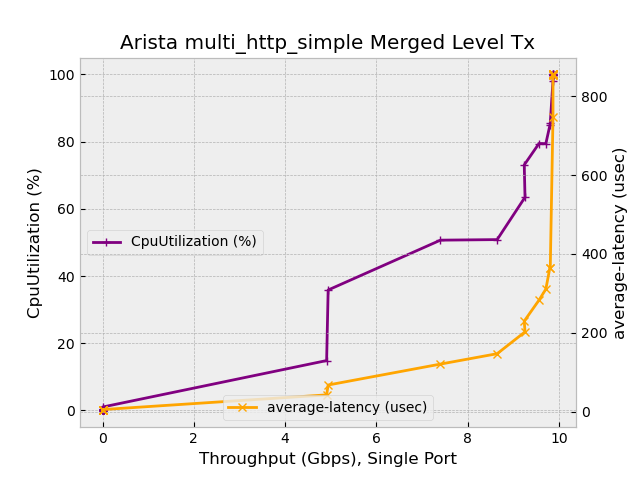 Arista multi_http_simple Merged Level Tx
100
80
60
40
20
0
CpuUtilization (%)
800
600
400
200
0
average-latency (usec)
CpuUtilization (%)
average-latency (usec)
0
2
4
6
8
10
Throughput (Gbps), Single Port